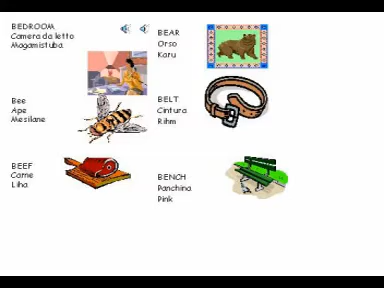 BEDROOM
Camera da letto
Magamistuba
BEAR
Orso
Karu
Bee
Ape
Mesilane
BELT
Cintura
Rihm
BEEF
Carne
Liha
BENCH
Panchina
Pink